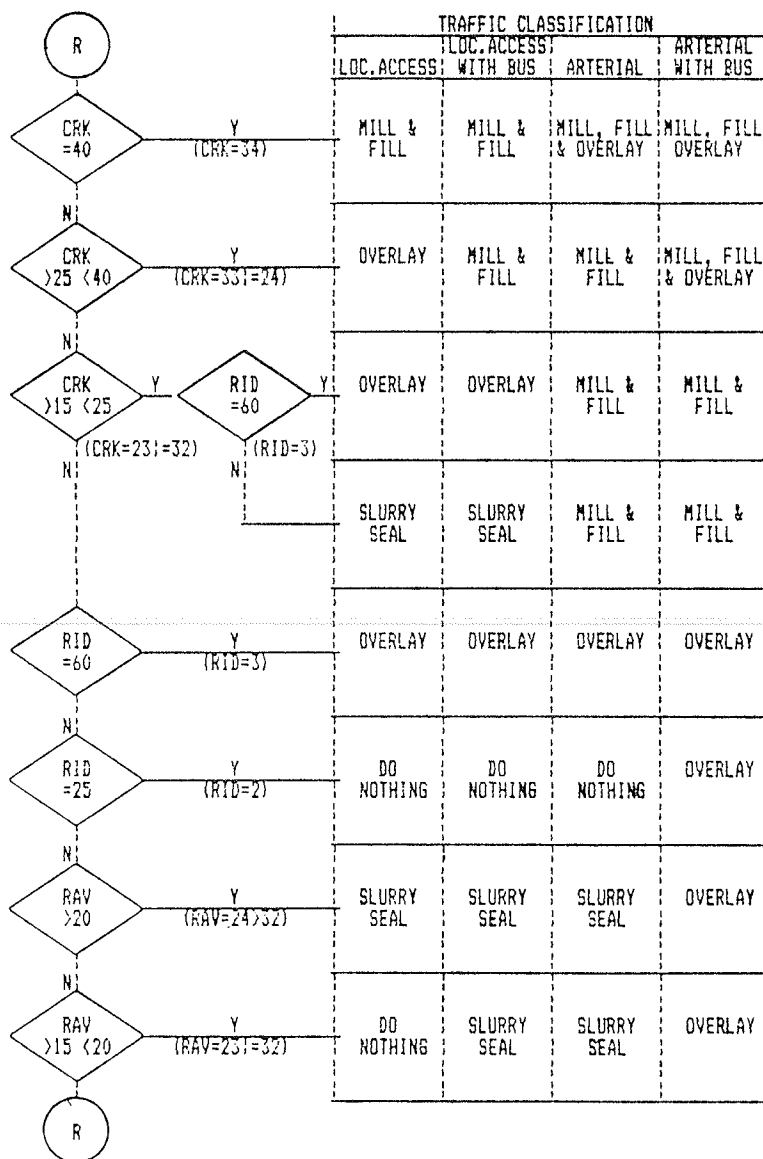 TRAFFIC CLASSIFICATION
R
LOC.ACCESS ARTERIAL
LOC.ACCESS WITH BUS ARTERIAL WITH BUS
CRK Y MILL & MILL & MILL, FILL MILL, FILL
=40 (CRK=34) FILL FILL & OVERLAY OVERLAY
N
CRK Y OVERLAY MILL & MILL & MILL, FILL
>25 <40 (CRK=33|=24) FILL FILL & OVERLAY
N
CRK Y RID Y OVERLAY OVERLAY MILL & MILL &
>15 <25 =60 FILL FILL
(CRK=23|=32) (RID=3)
N N
SLURRY SLURRY MILL & MILL &
SEAL SEAL FILL FILL
RID Y OVERLAY OVERLAY OVERLAY OVERLAY
=60 (RID=3)
N
RID Y DO DO DO OVERLAY
=25 (RID=2) NOTHING NOTHING NOTHING
N
RAV Y SLURRY SLURRY SLURRY OVERLAY
>20 (RAV=24>32) SEAL SEAL SEAL
N
RAV Y DO SLURRY SLURRY OVERLAY
>15 <20 (RAV=23|=32) NOTHING SEAL SEAL
R